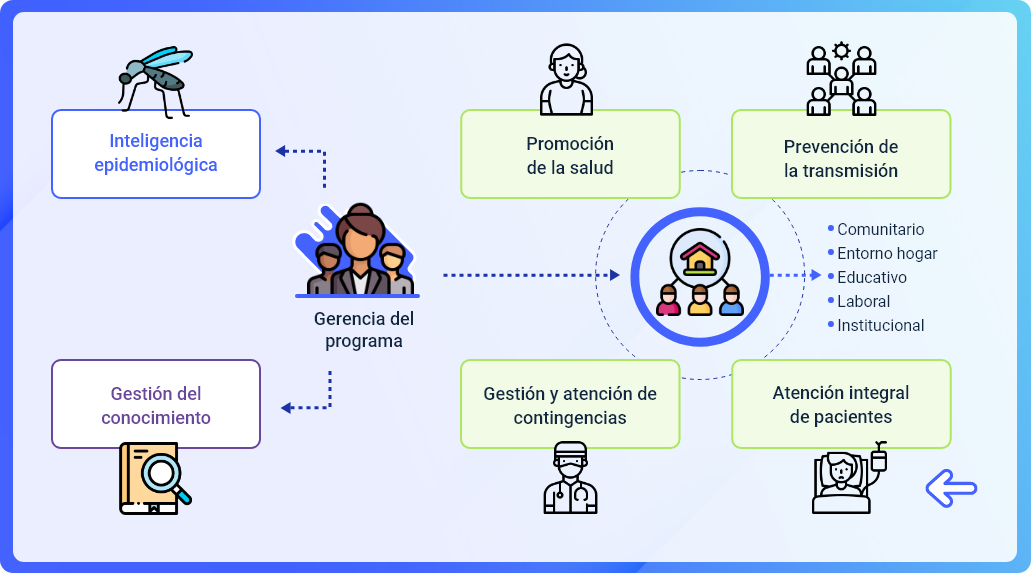 Inteligencia
epidemiológica
Promoción
de la salud
Prevención de
la transmisión
Comunitario
Entorno hogar
Educativo
Laboral
Institucional
Gerencia del
programa
Gestión del
conocimiento
Gestión y atención de
contingencias
Atención integral
de pacientes